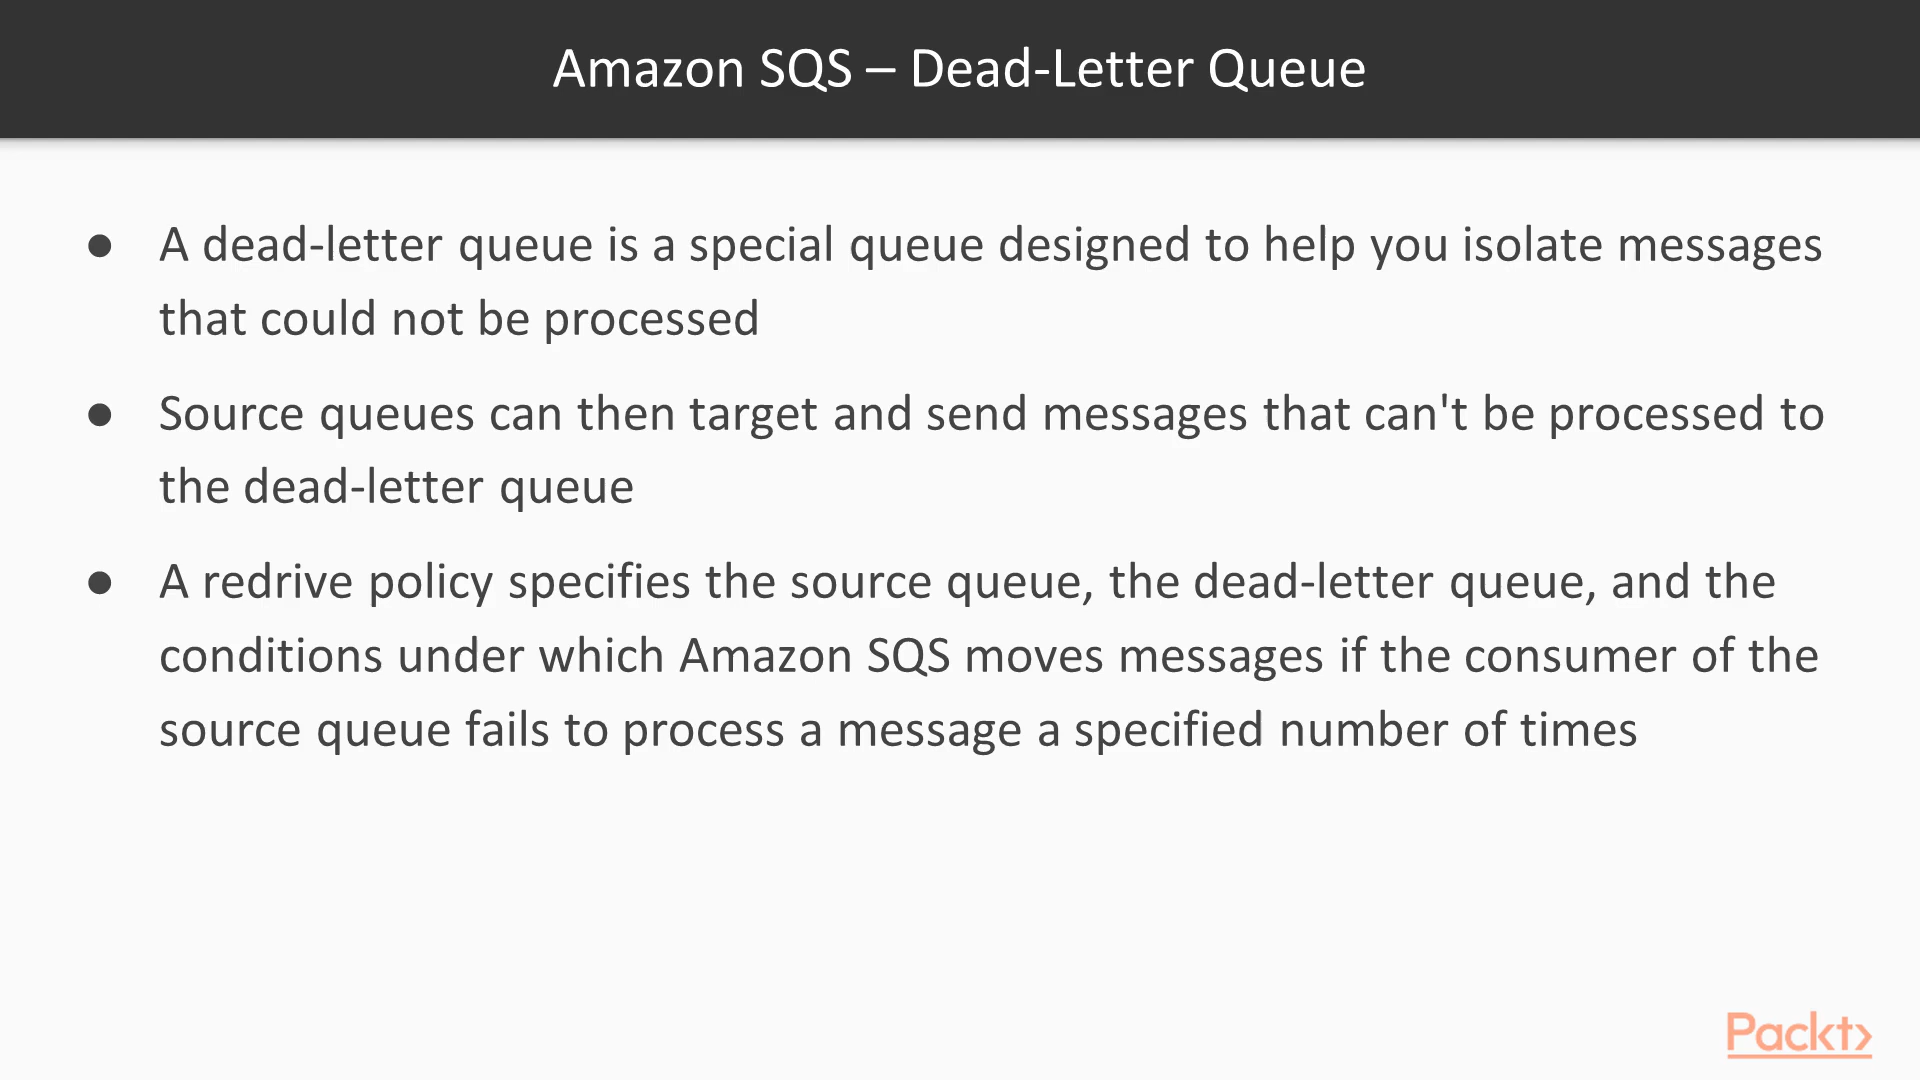 Amazon SQS – Dead-Letter Queue
● A dead-letter queue is a special queue designed to help you isolate messages
that could not be processed
● Source queues can then target and send messages that can't be processed to
the dead-letter queue
● A redrive policy specifies the source queue, the dead-letter queue, and the
conditions under which Amazon SQS moves messages if the consumer of the
source queue fails to process a message a specified number of times
Packt>